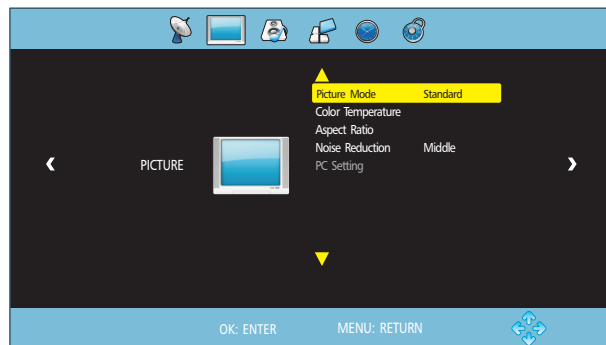 Picture Mode Standard
Color Temperature
Aspect Ratio
Noise Reduction Middle
PICTURE
PC Setting
OK: ENTER MENU: RETURN